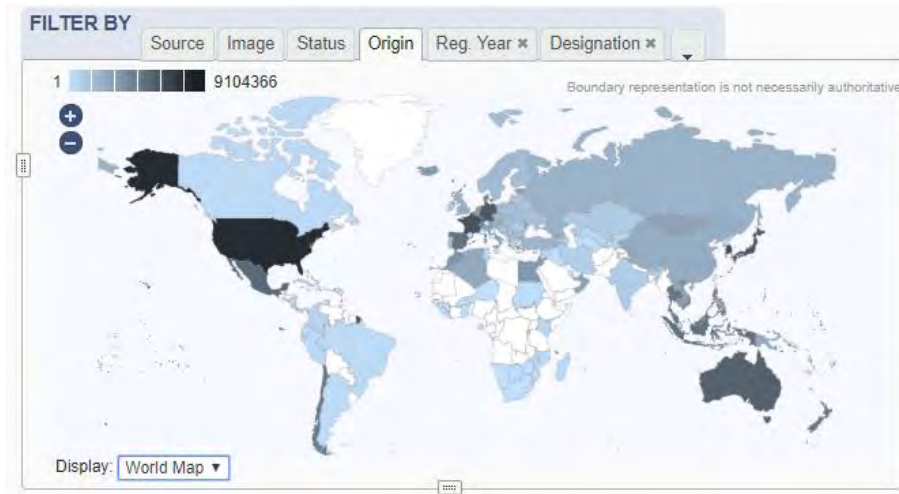 FILTER BY
Source Image Status Origin Reg. Year × Designation ×
1 9104366
Boundary representation is not necessarily authoritative
Display: World Map